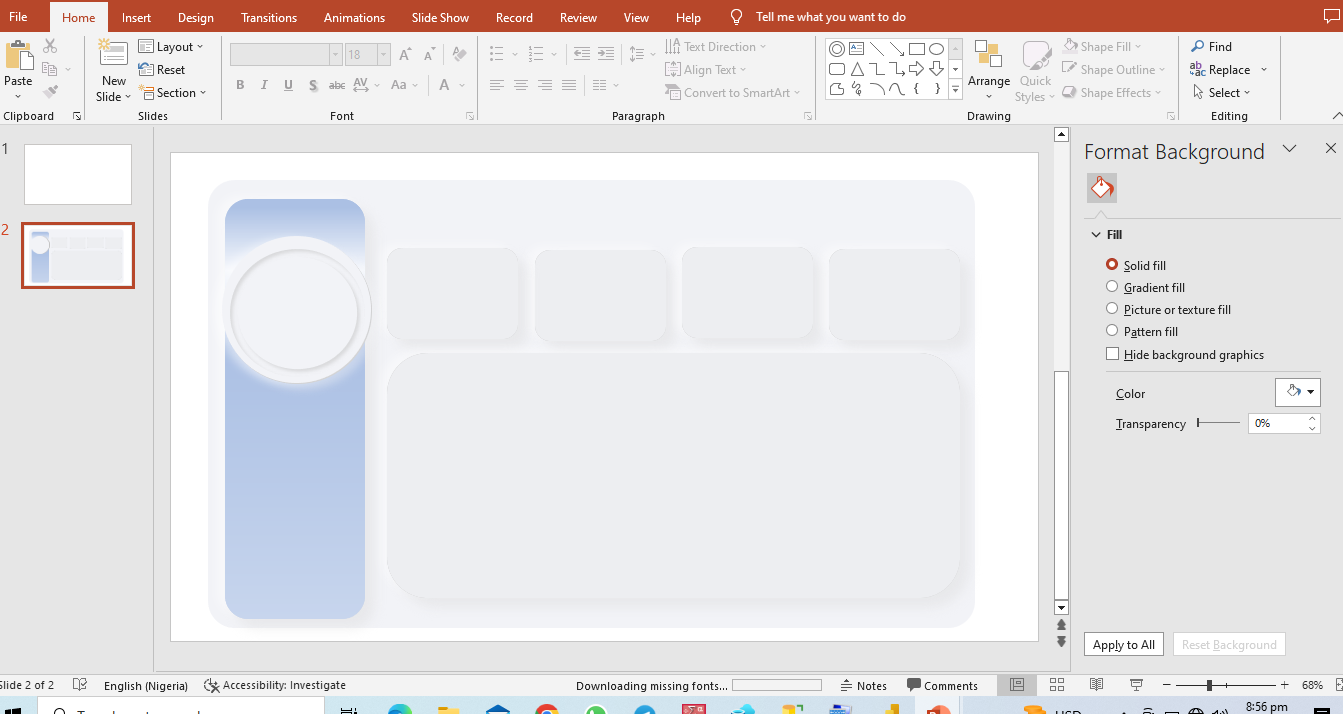 File Home Insert Design Transitions Animations Slide Show Record Review View Help Tell me what you want to do
Paste
Clipboard
New
Slide
Layout
Reset
Section
Slides
18
B I U S abc AV Aa A
Font
Text Direction
Align Text
Convert to SmartArt
Paragraph
Arrange
Quick
Styles
Shape Fill
Shape Outline
Shape Effects
Drawing
Find
Replace
Select
Editing
1
2
Format Background
Fill
Solid fill
Gradient fill
Picture or texture fill
Pattern fill
Hide background graphics
Color
Transparency 0%
Apply to All Reset Background
Slide 2 of 2 English (Nigeria) Accessibility: Investigate Downloading missing fonts... Notes Comments 68%
8:56 pm